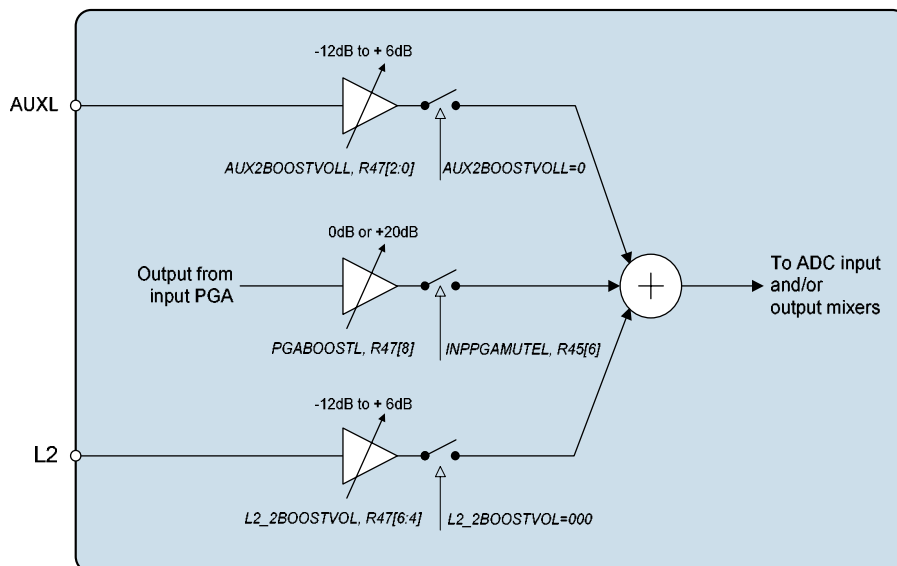 -12dB to + 6dB
AUXL
AUX2BOOSTVOLL, R47[2:0]
AUX2BOOSTVOLL=0
0dB or +20dB
Output from
input PGA
+
To ADC input
and/or
output mixers
PGABOOSTL, R47[8]
INPPGAMUTEL, R45[6]
-12dB to + 6dB
L2
L2_2BOOSTVOL, R47[6:4]
L2_2BOOSTVOL=000